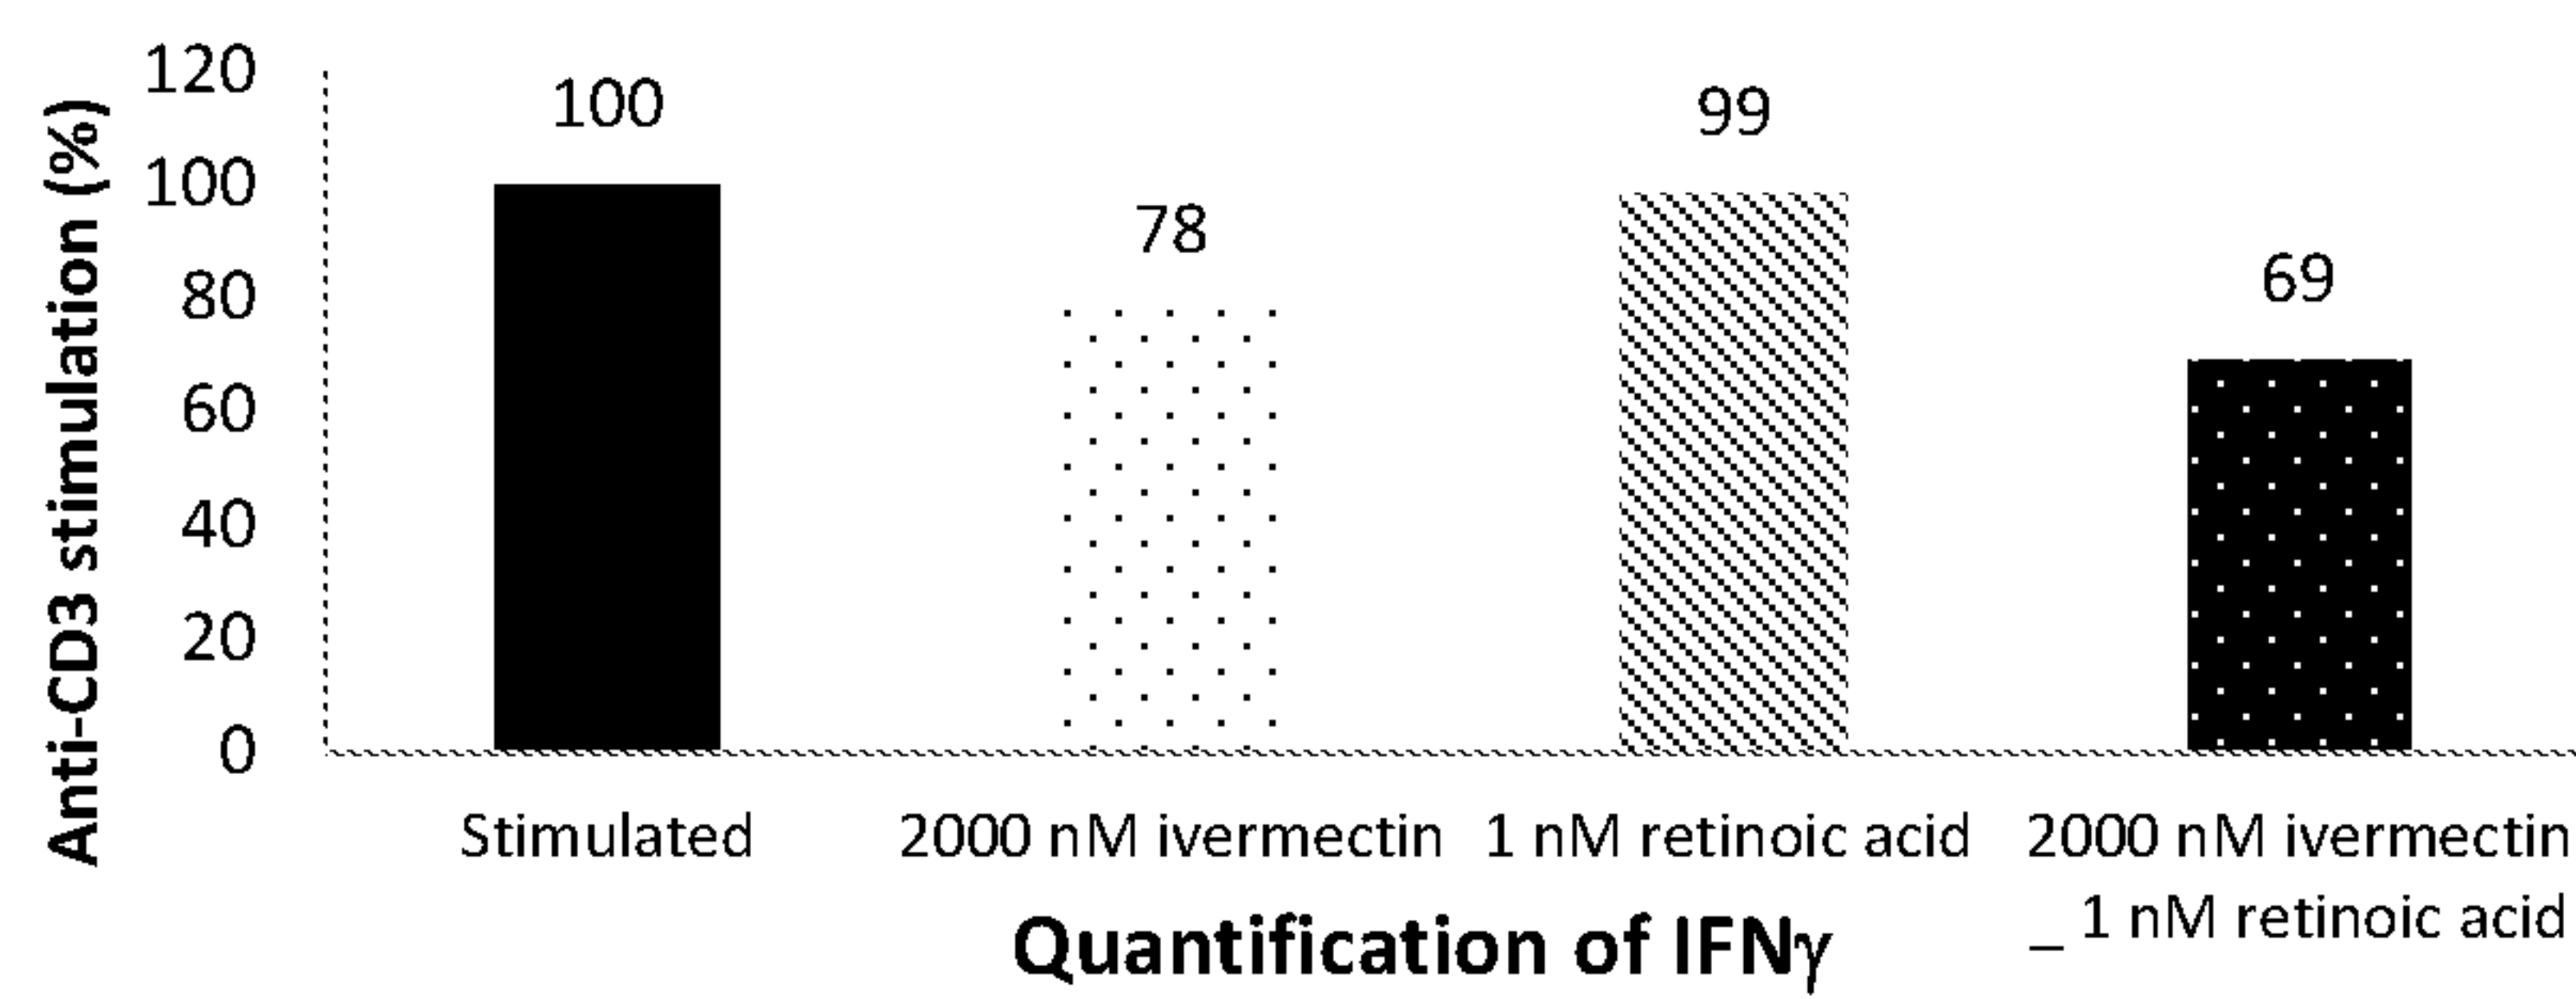 Anti-CD3 stimulation (%)
120
100
80
60
40
20
0
100
78
99
69
Stimulated
2000 nM ivermectin
1 nM retinoic acid
2000 nM ivermectin
_ 1 nM retinoic acid
Quantification of IFNγ